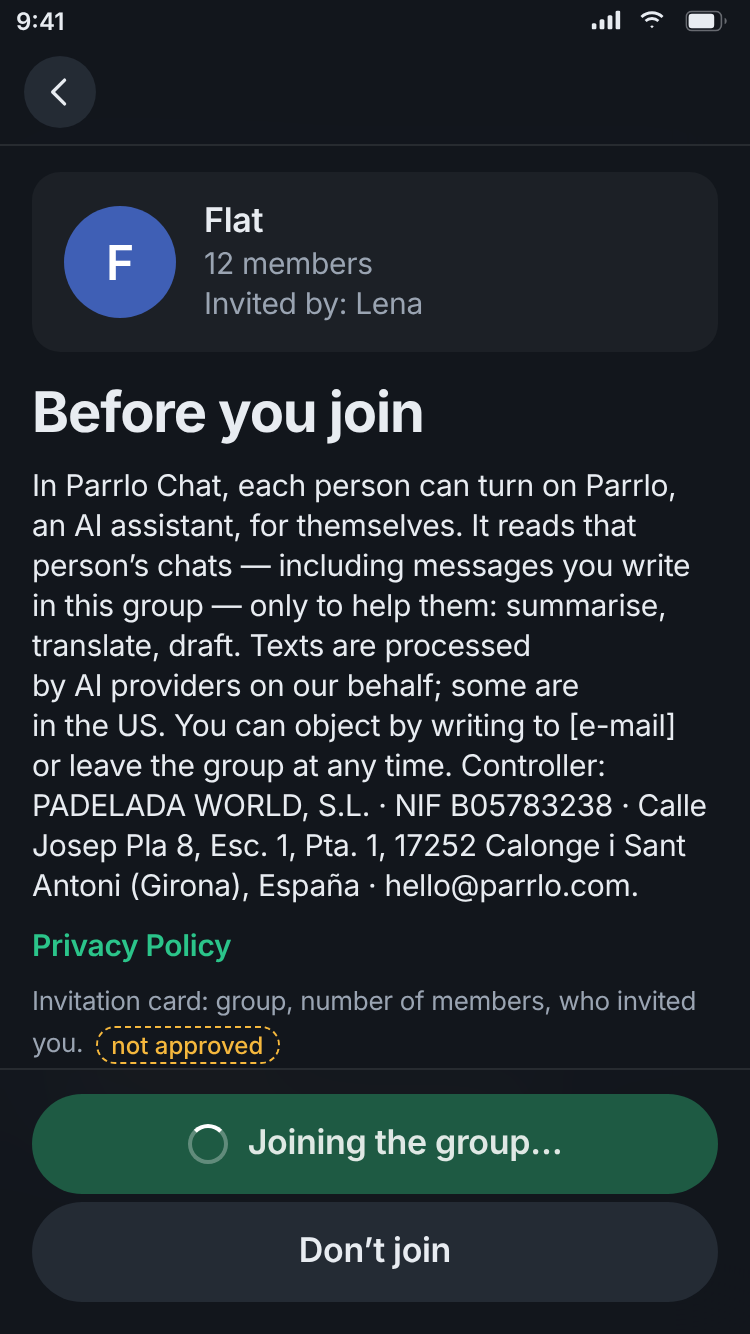 9:41
F
Flat
12 members
Invited by: Lena
Before you join
In Parrlo Chat, each person can turn on Parrlo,
an AI assistant, for themselves. It reads that
person’s chats — including messages you write
in this group — only to help them: summarise,
translate, draft. Texts are processed
by AI providers on our behalf; some are
in the US. You can object by writing to [e-mail]
or leave the group at any time. Controller:
PADELADA WORLD, S.L. · NIF B05783238 · Calle
Josep Pla 8, Esc. 1, Pta. 1, 17252 Calonge i Sant
Antoni (Girona), España · hello@parrlo.com.
Privacy Policy
Invitation card: group, number of members, who invited
you. not approved
Joining the group…
Don’t join